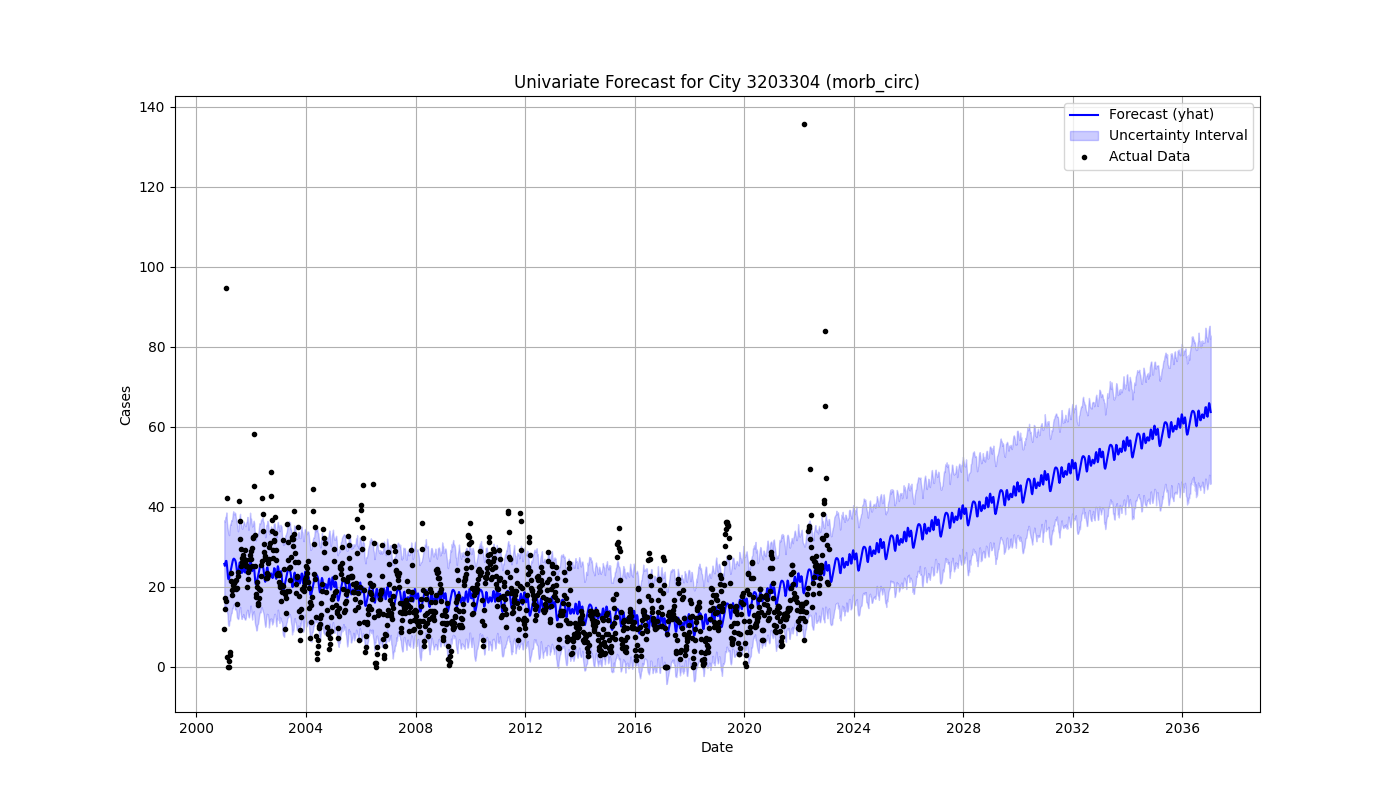 Univariate Forecast for City 3203304 (morb_circ)
Forecast (yhat)
Uncertainty Interval
Actual Data
Cases
140
120
100
80
60
40
20
0
2000 2004 2008 2012 2016 2020 2024 2028 2032 2036
Date